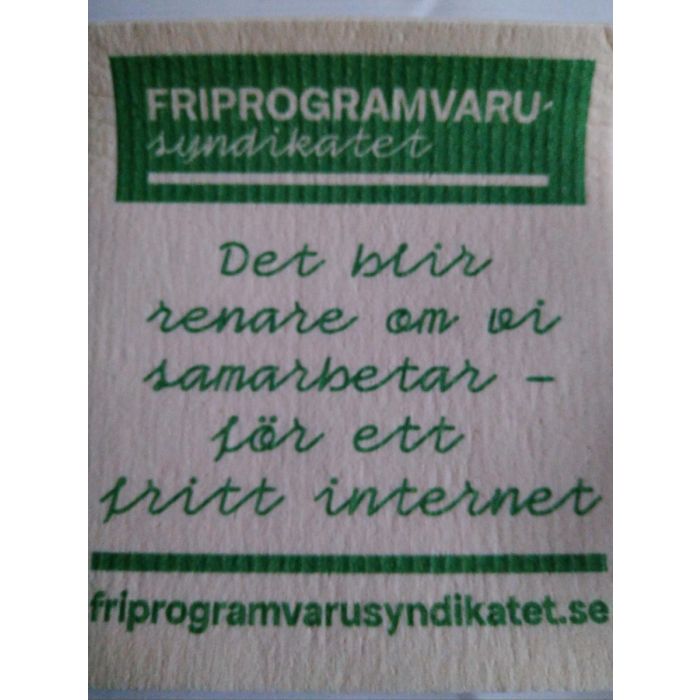 FRIPROGRAMVARU-
syndikatet
Det blir
renare om vi
samarbetar –
för ett
fritt internet
friprogramvarusyndikatet.se